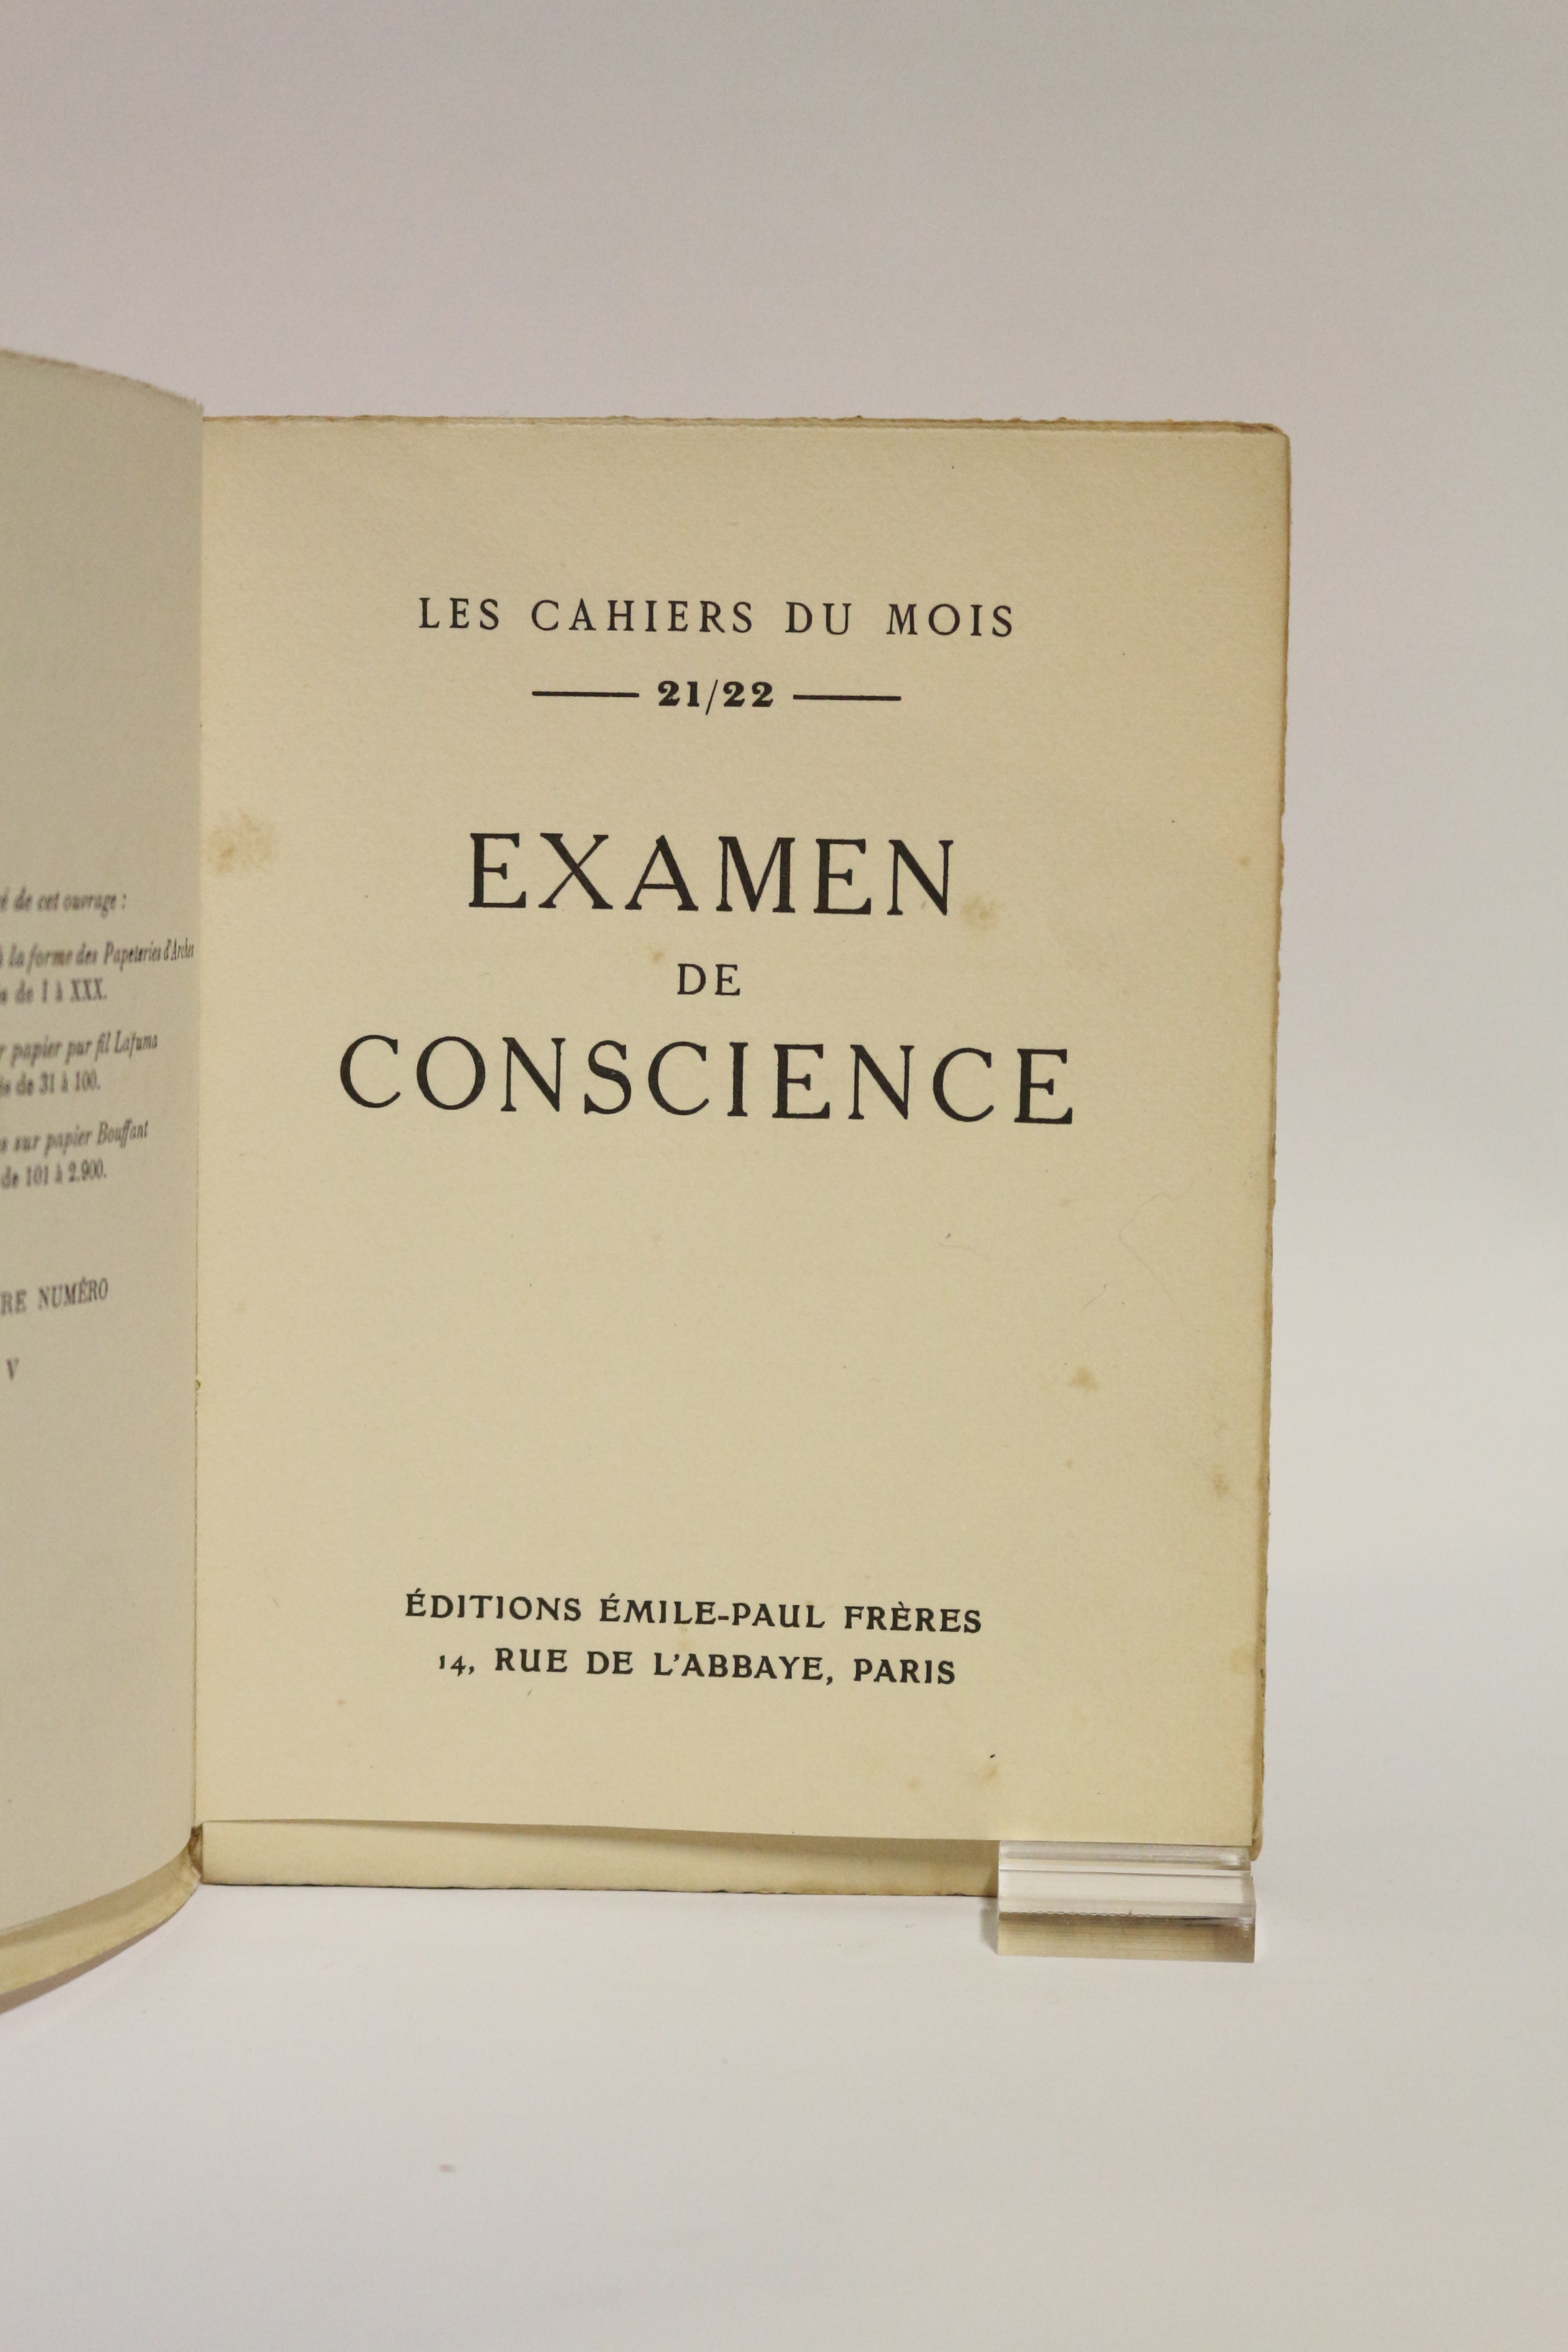 de cet ouvrage :
à la forme des Papeteries d'Arches
de I à XXX.
papier pur fil Lafuma
de 31 à 100.
sur papier Bouffant
de 101 à 2.900.
NUMÉRO
V
LES CAHIERS DU MOIS
21/22
EXAMEN
DE
CONSCIENCE
ÉDITIONS ÉMILE-PAUL FRÈRES
14, RUE DE L'ABBAYE, PARIS